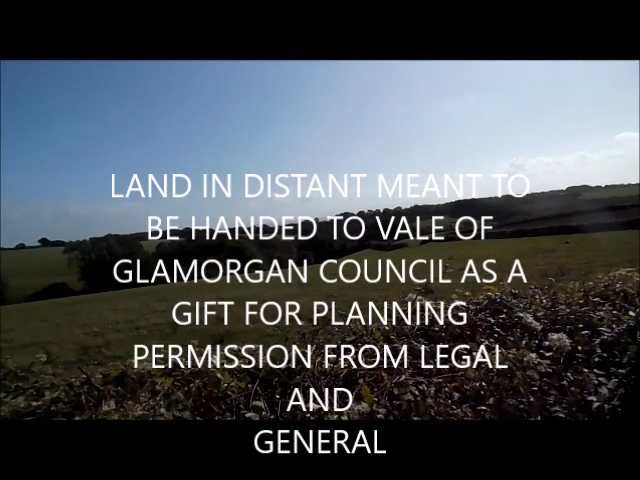 LAND IN DISTANT MEANT TO
BE HANDED TO VALE OF
GLAMORGAN COUNCIL AS A
GIFT FOR PLANNING
PERMISSION FROM LEGAL
AND
GENERAL